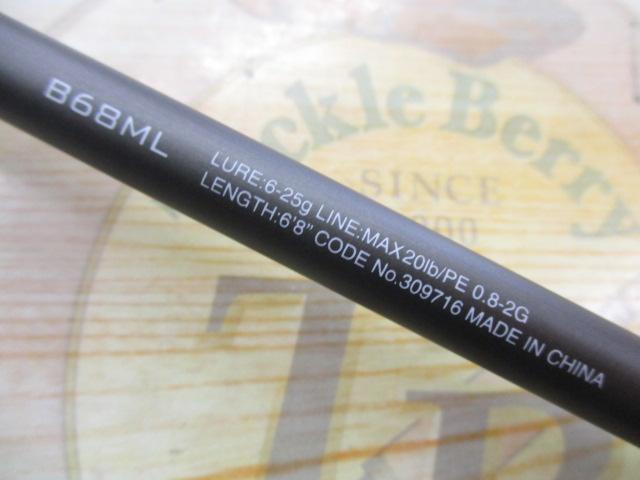 B68ML
LURE:6-25g LINE:MAX20lb/PE 0.8-2G
LENGTH:6'8" CODE No.309716 MADE IN CHINA
ckle Berry
SINCE